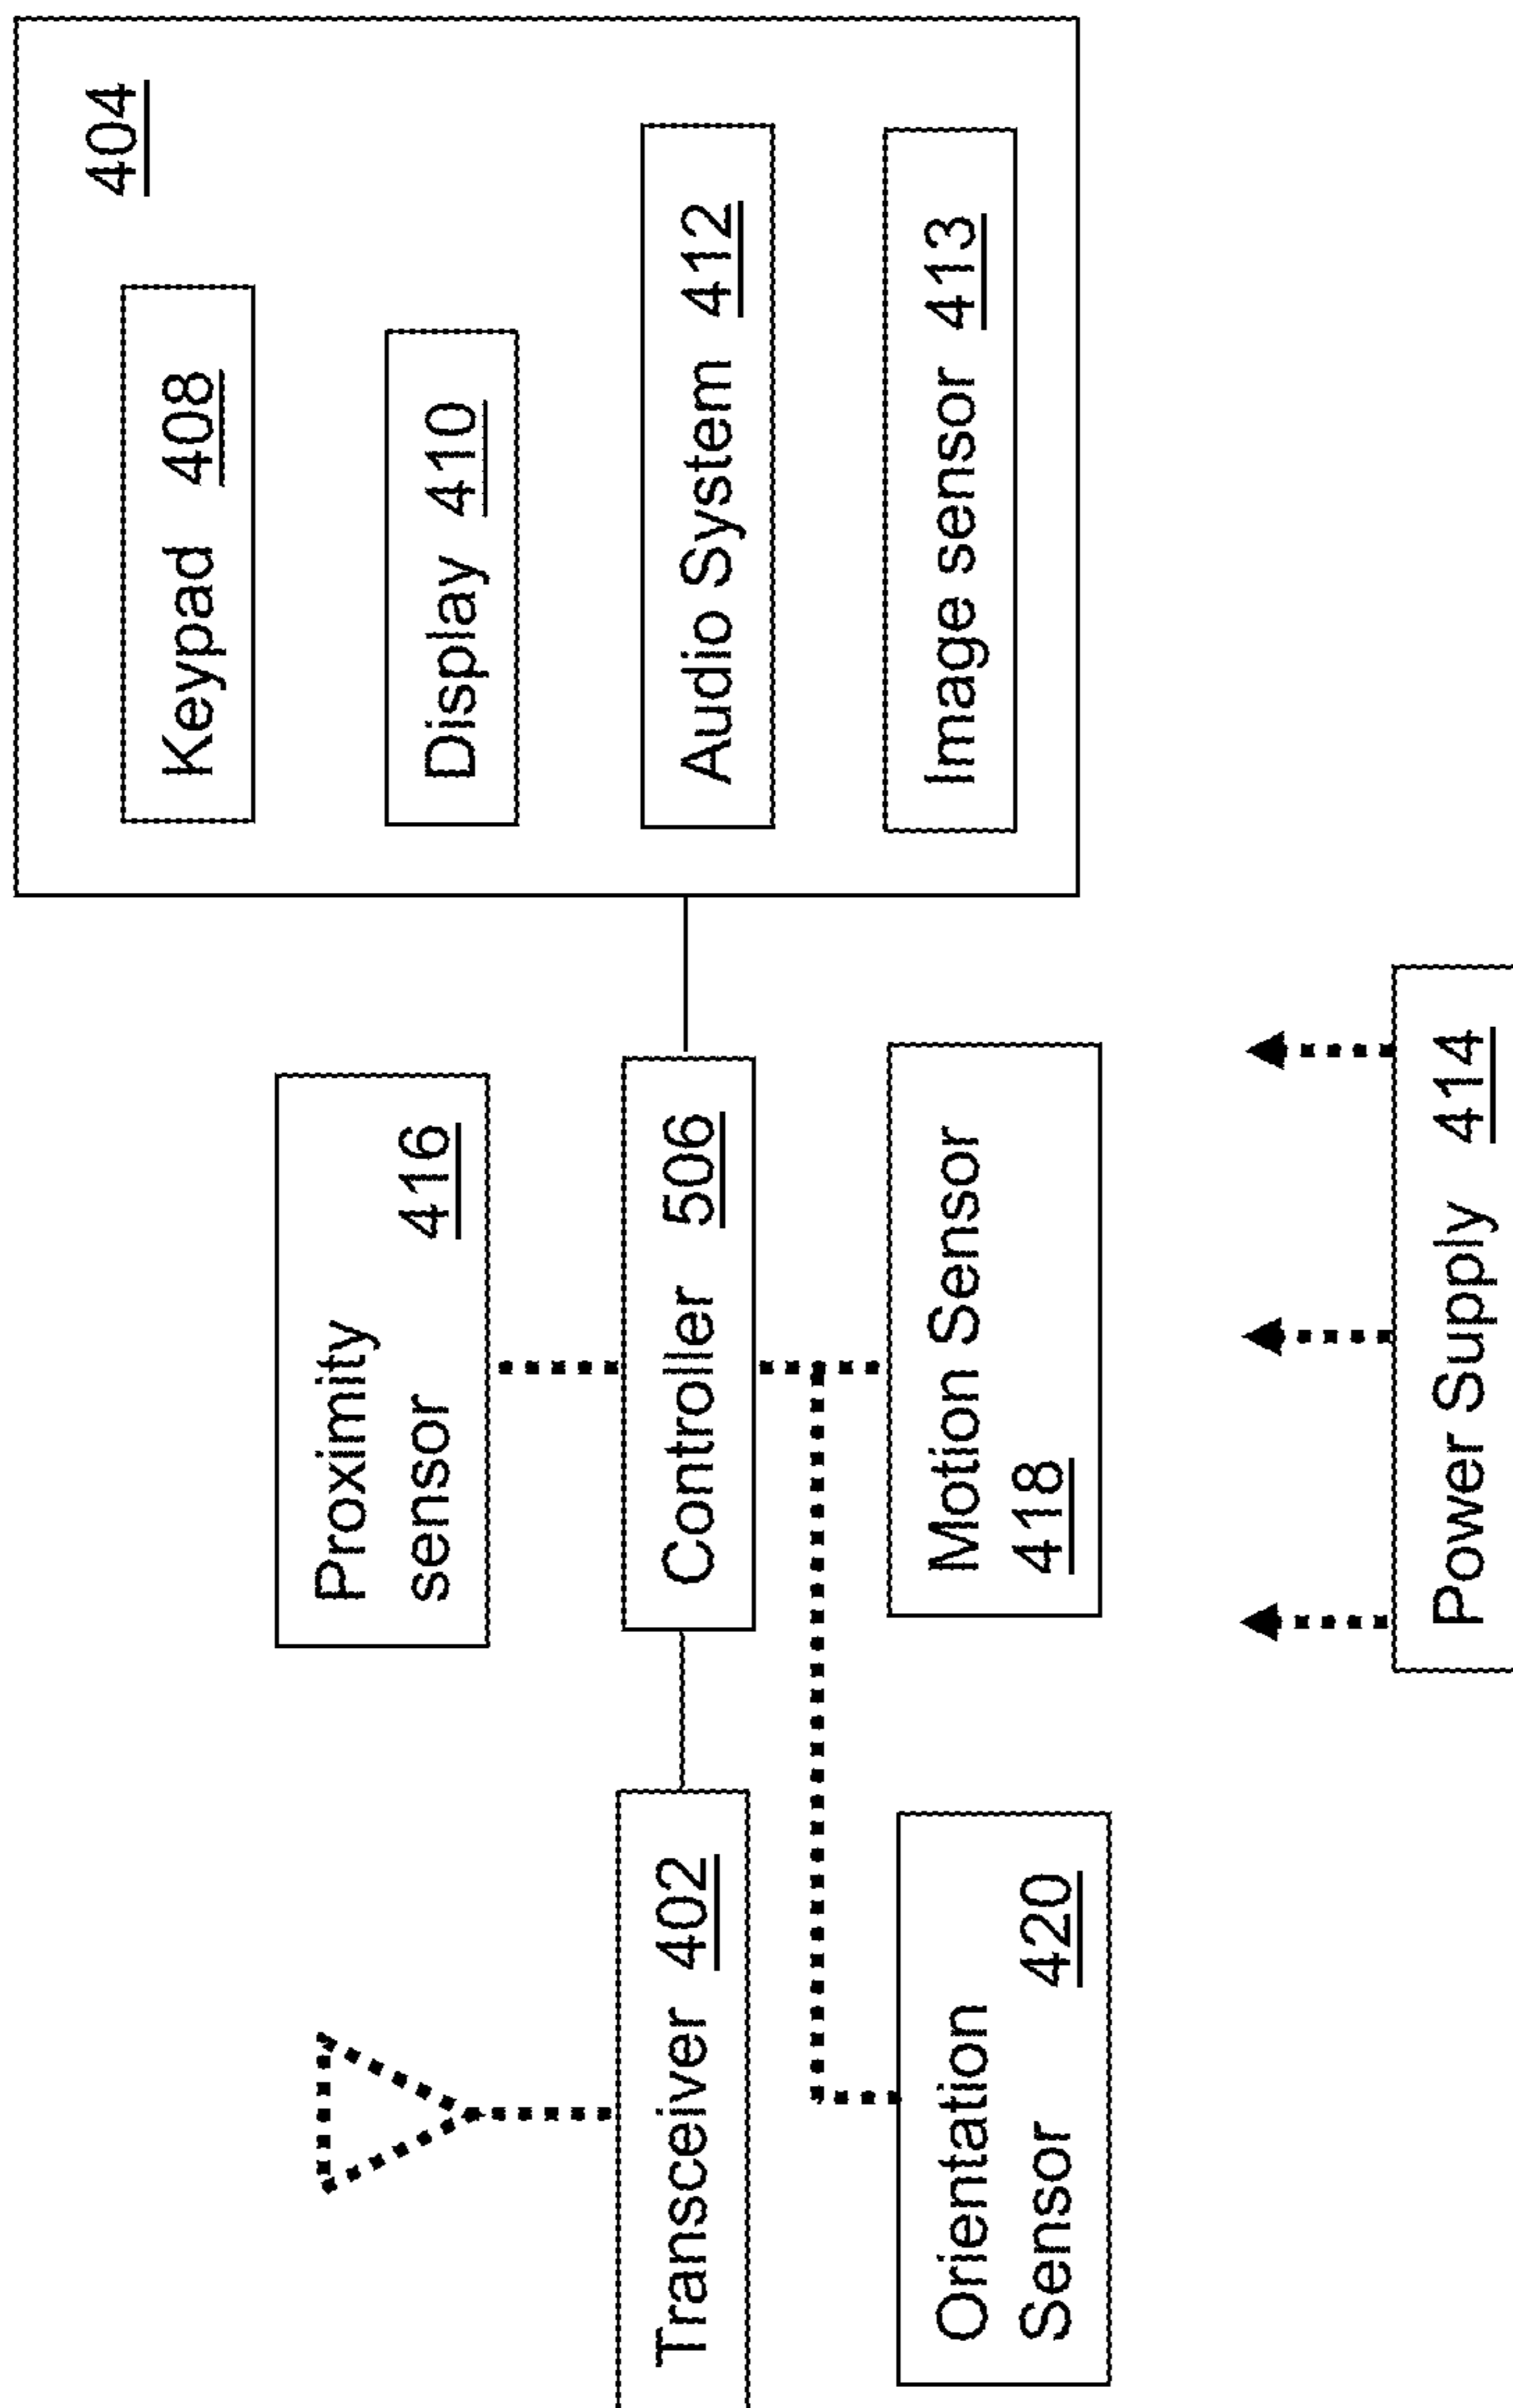 404
Keypad 408
Display 410
Audio System 412
Image sensor 413
Proximity
sensor 416
Controller 506
Motion Sensor
418
Transceiver 402
Orientation
Sensor 420
Power Supply 414